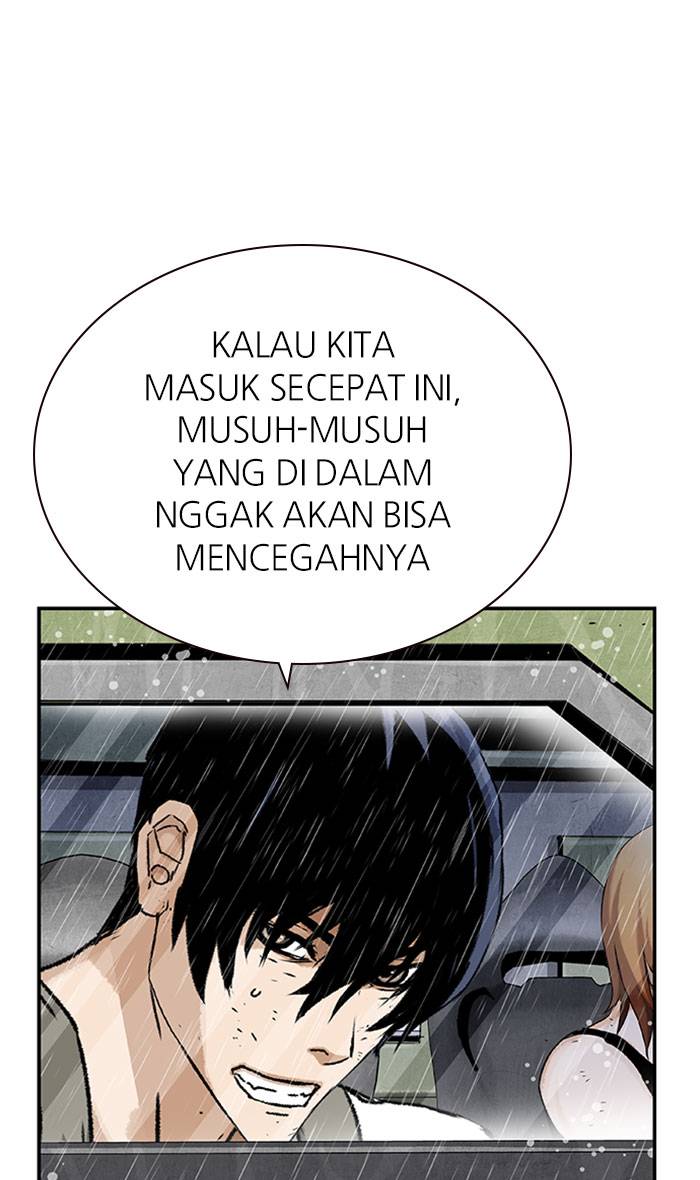 KALAU KITA
MASUK SECEPAT INI,
MUSUH-MUSUH
YANG DI DALAM
NGGAK AKAN BISA
MENCEGAHNYA